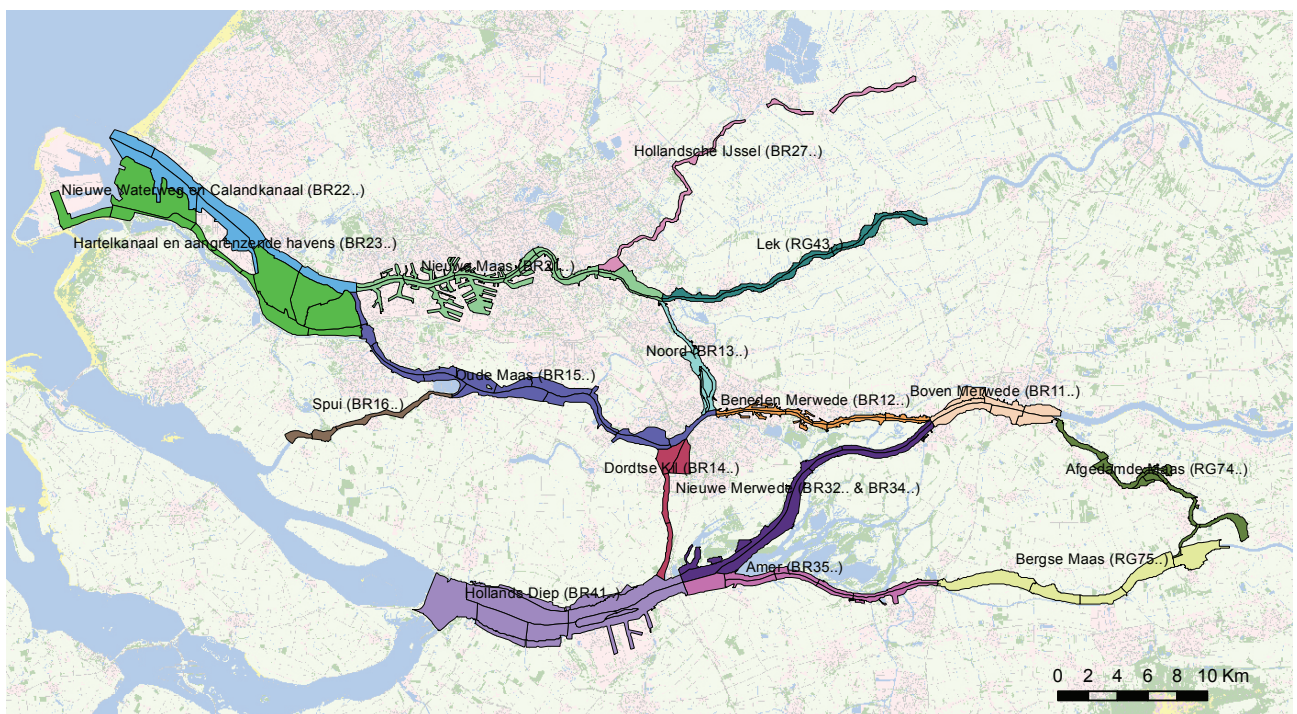 Hollandsche IJssel (BR27..)
Nieuwe Waterweg en Calandkanaal (BR22..)
Hartelkanaal en aangrenzende havens (BR23..)
Lek (RG43..
Nieuwe Maas (BR21..)
Noord (BR13..)
Oude Maas (BR15..)
Spui (BR16..)
Beneden Merwede (BR12..)
Boven Merwede (BR11..)
Dordtse Kil (BR14..)
Afgedamde Maas (RG74..)
Nieuwe Merwede (BR32.. & BR34..)
Bergse Maas (RG75..)
Amer (BR35..)
Hollands Diep (BR41..)
0 2 4 6 8 10 Km